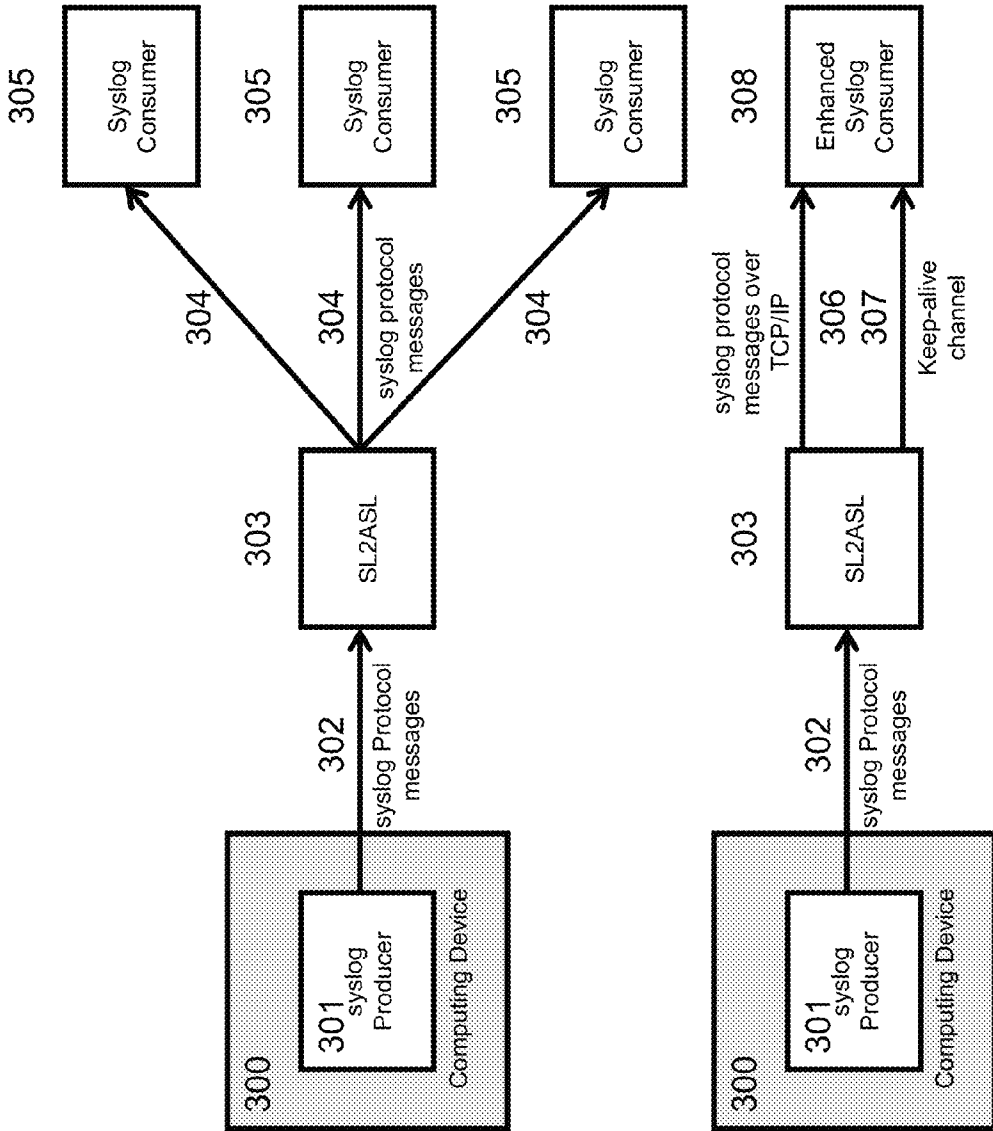 300
301
syslog
Producer
Computing Device
302
syslog Protocol
messages
303
SL2ASL
304
304
syslog protocol
messages
304
305
Syslog
Consumer
305
Syslog
Consumer
305
Syslog
Consumer
300
301
syslog
Producer
Computing Device
302
syslog Protocol
messages
303
SL2ASL
syslog protocol
messages over
TCP/IP
306
307
Keep-alive
channel
308
Enhanced
Syslog
Consumer